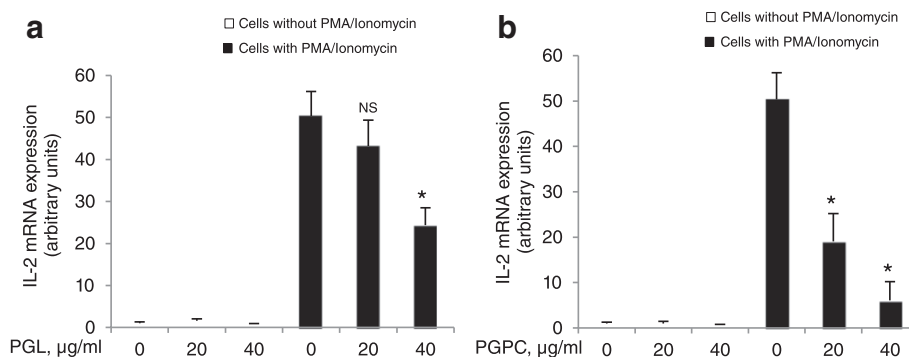 a
Cells without PMA/Ionomycin
Cells with PMA/Ionomycin
IL-2 mRNA expression
(arbitrary units)
60
50
40
30
20
10
0
NS
*
PGL, µg/ml 0 20 40 0 20 40
b
Cells without PMA/Ionomycin
Cells with PMA/Ionomycin
IL-2 mRNA expression
(arbitrary units)
60
50
40
30
20
10
0
*
*
PGPC, µg/ml 0 20 40 0 20 40